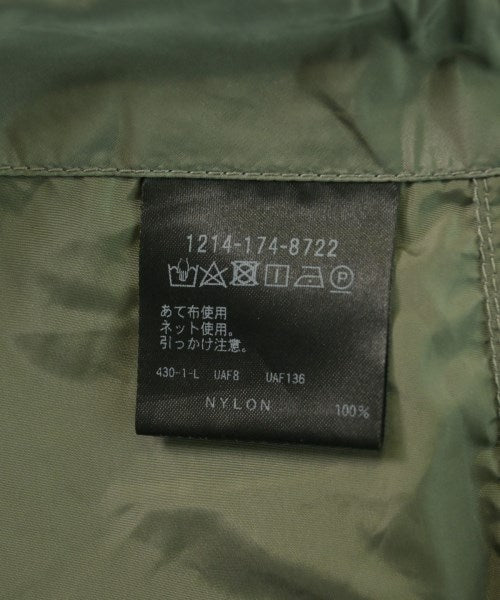 1214-174-8722
P
あて布使用
ネット使用。
引っかけ注意。
430-1-L UAF8 UAF136
NYLON 100%